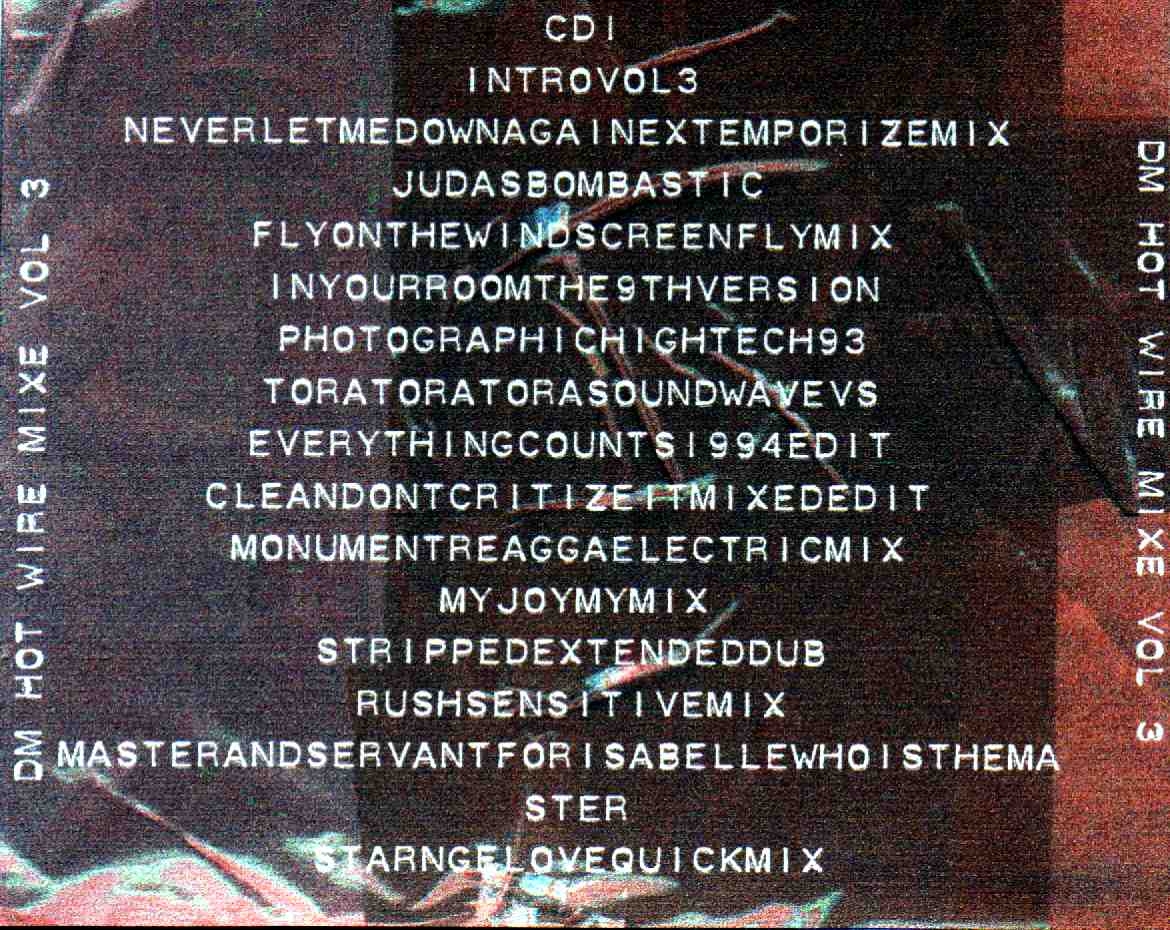 CD1
INTROVOL3
NEVERLETMEDOWNAGAINEXTEMPORIZEMIX
JUDASBOMBASTIC
FLYONTHEWINDSCREENFLYMIX
INYOURROOMTHE9THVERSION
PHOTOGRAPHICHIGHTECH93
TORATORATORASOUNDWAVEVS
EVERYTHINGCOUNTS1994EDIT
CLEANDONTCRITIZEITMIXEDEDIT
MONUMENTREAGGAELECTRICMIX
MYJOYMYMIX
STRIPPEDEXTENDEDDUB
RUSHSENSITIVEMIX
MASTERANDSERVANTFORISABELLEWHOISTHEMA
STER
STARNGELOVEQUICKMIX
DM HOT WIRE MIXE VOL 3
DM HOT WIRE MIXE VOL 3